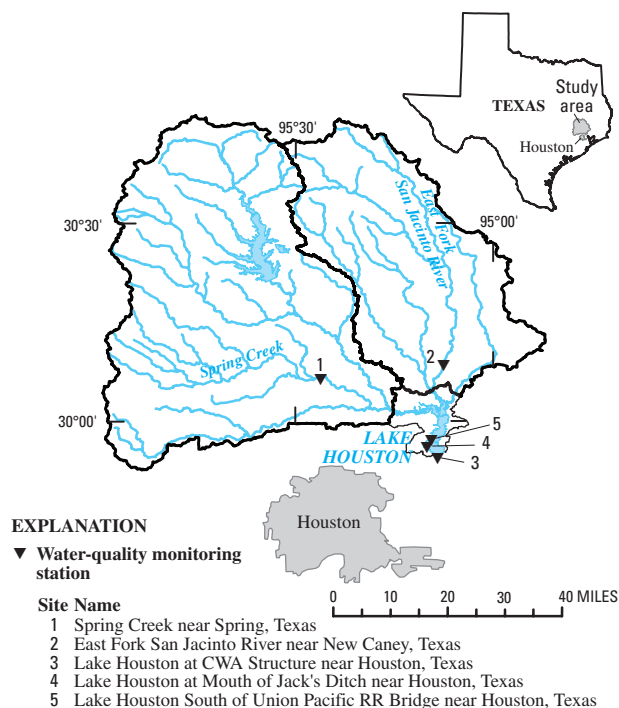 TEXAS
Study
area
Houston
95°30'
95°00'
30°30'
East Fork
San Jacinto River
Spring Creek
1
2
30°00'
5
LAKE
4
HOUSTON
3
Houston
EXPLANATION
▼ Water-quality monitoring
station
0 10 20 30 40 MILES
Site Name
1 Spring Creek near Spring, Texas
2 East Fork San Jacinto River near New Caney, Texas
3 Lake Houston at CWA Structure near Houston, Texas
4 Lake Houston at Mouth of Jack's Ditch near Houston, Texas
5 Lake Houston South of Union Pacific RR Bridge near Houston, Texas